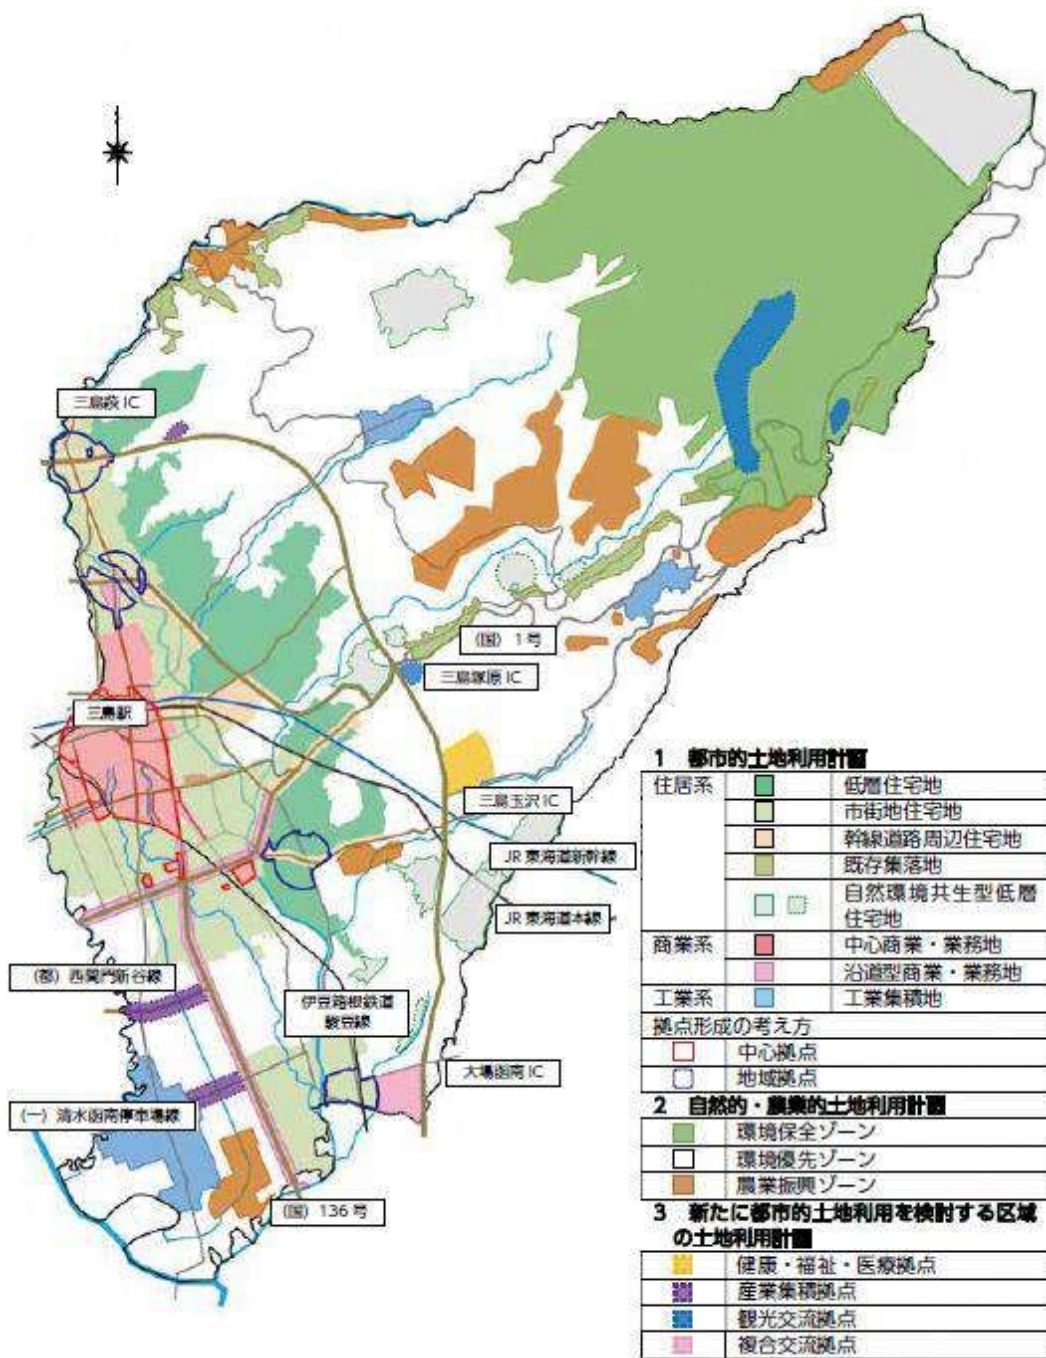 三島萩 IC
(国) 1号
三島塚原 IC
三島駅
三島玉沢 IC
JR 東海道新幹線
JR 東海道本線
(都) 西間門新谷線
伊豆箱根鉄道
駿豆線
大場函南 IC
(一) 清水函南停車場線
(国) 136 号
1 都市的土地利用計画
住居系 低層住宅地
市街地住宅地
幹線道路周辺住宅地
既存集落地
自然環境共生型低層
住宅地
商業系 中心商業・業務地
沿道型商業・業務地
工業系 工業集積地
拠点形成の考え方
中心拠点
地域拠点
2 自然的・農業的土地利用計画
環境保全ゾーン
環境優先ゾーン
農業振興ゾーン
3 新たに都市的土地利用を検討する区域
の土地利用計画
健康・福祉・医療拠点
産業集積拠点
観光交流拠点
複合交流拠点